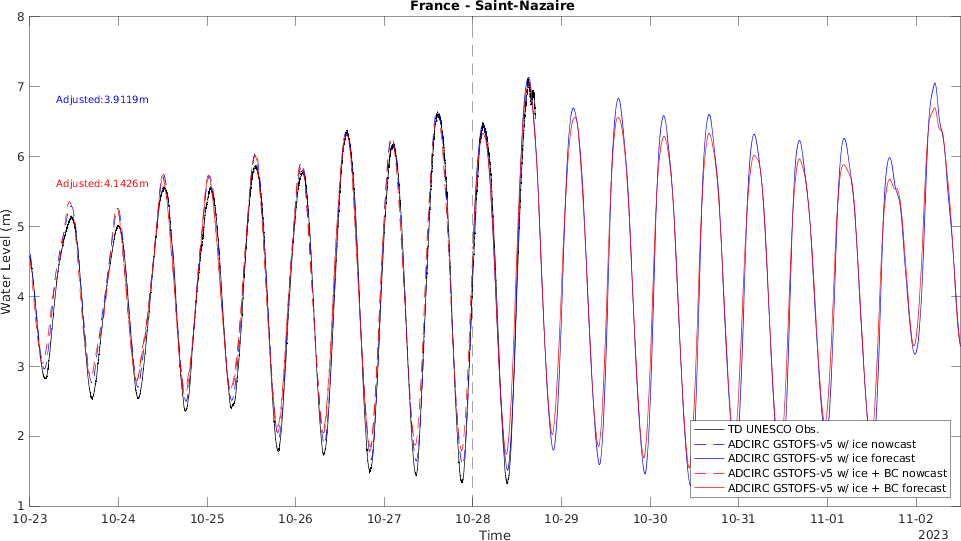 France - Saint-Nazaire
8
7
6
5
4
3
2
1
Water Level (m)
Adjusted:3.9119m
Adjusted:4.1426m
TD UNESCO Obs.
ADCIRC GSTOFS-v5 w/ ice nowcast
ADCIRC GSTOFS-v5 w/ ice forecast
ADCIRC GSTOFS-v5 w/ ice + BC nowcast
ADCIRC GSTOFS-v5 w/ ice + BC forecast
10-23 10-24 10-25 10-26 10-27 10-28 10-29 10-30 10-31 11-01 11-02
Time
2023